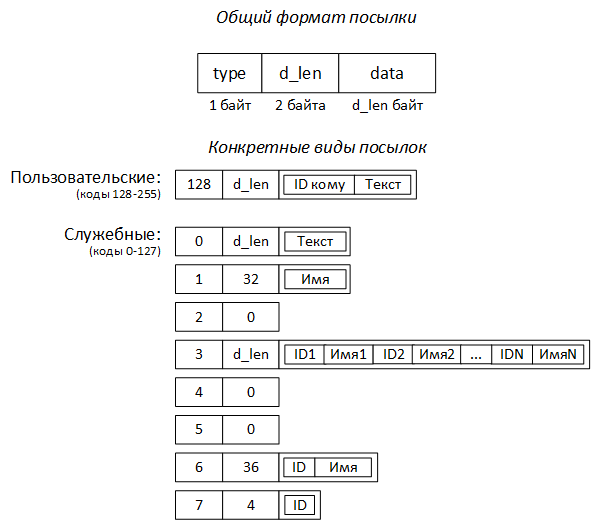 Общий формат посылки
type d_len data
1 байт 2 байта d_len байт
Конкретные виды посылок
Пользовательские: 128 d_len ID кому Текст
(коды 128-255)
Служебные: 0 d_len Текст
(коды 0-127)
1 32 Имя
2 0
3 d_len ID1 Имя1 ID2 Имя2 ... IDN ИмяN
4 0
5 0
6 36 ID Имя
7 4 ID